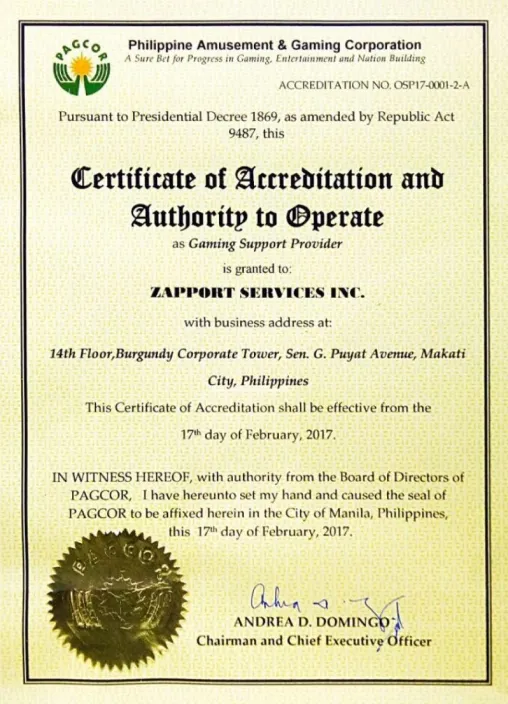 PAGCOR
Philippine Amusement & Gaming Corporation
A Sure Bet for Progress in Gaming, Entertainment and Nation Building
ACCREDITATION NO. OSP17-0001-2-A
Pursuant to Presidential Decree 1869, as amended by Republic Act
9487, this
Certificate of Accreditation and
Authority to Operate
as Gaming Support Provider
is granted to:
ZAPPORT SERVICES INC.
with business address at:
14th Floor,Burgundy Corporate Tower, Sen. G. Puyat Avenue, Makati
City, Philippines
This Certificate of Accreditation shall be effective from the
17th day of February, 2017.
IN WITNESS HEREOF, with authority from the Board of Directors of
PAGCOR, I have hereunto set my hand and caused the seal of
PAGCOR to be affixed herein in the City of Manila, Philippines,
this 17th day of February, 2017.
PAGCOR
ANDREA D. DOMINGO
Chairman and Chief Executive Officer